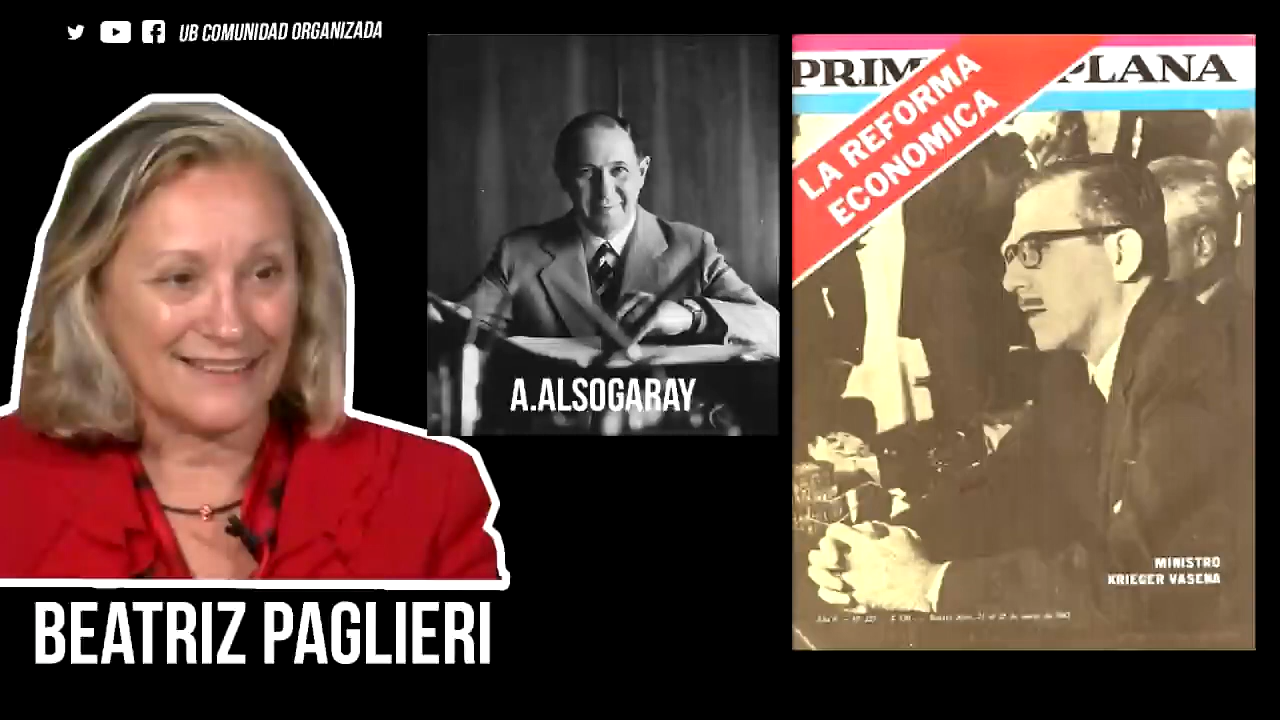 UB COMUNIDAD ORGANIZADA
BEATRIZ PAGLIERI
A.ALSOGARAY
PRIM PLANA
LA REFORMA
ECONOMICA
MINISTRO
KRIEGER VASENA